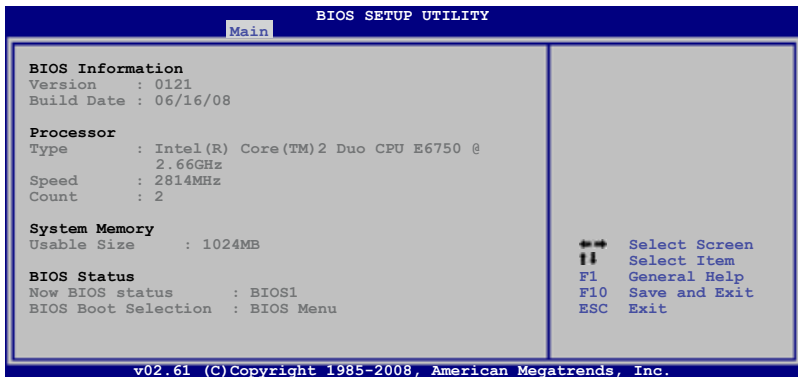 BIOS SETUP UTILITY
Main
BIOS Information
Version : 0121
Build Date : 06/16/08
Processor
Type : Intel(R) Core(TM)2 Duo CPU E6750 @
2.66GHz
Speed : 2814MHz
Count : 2
System Memory
Usable Size : 1024MB
BIOS Status
Now BIOS status : BIOS1
BIOS Boot Selection : BIOS Menu
←→ Select Screen
↑↓ Select Item
F1 General Help
F10 Save and Exit
ESC Exit
v02.61 (C)Copyright 1985-2008, American Megatrends, Inc.